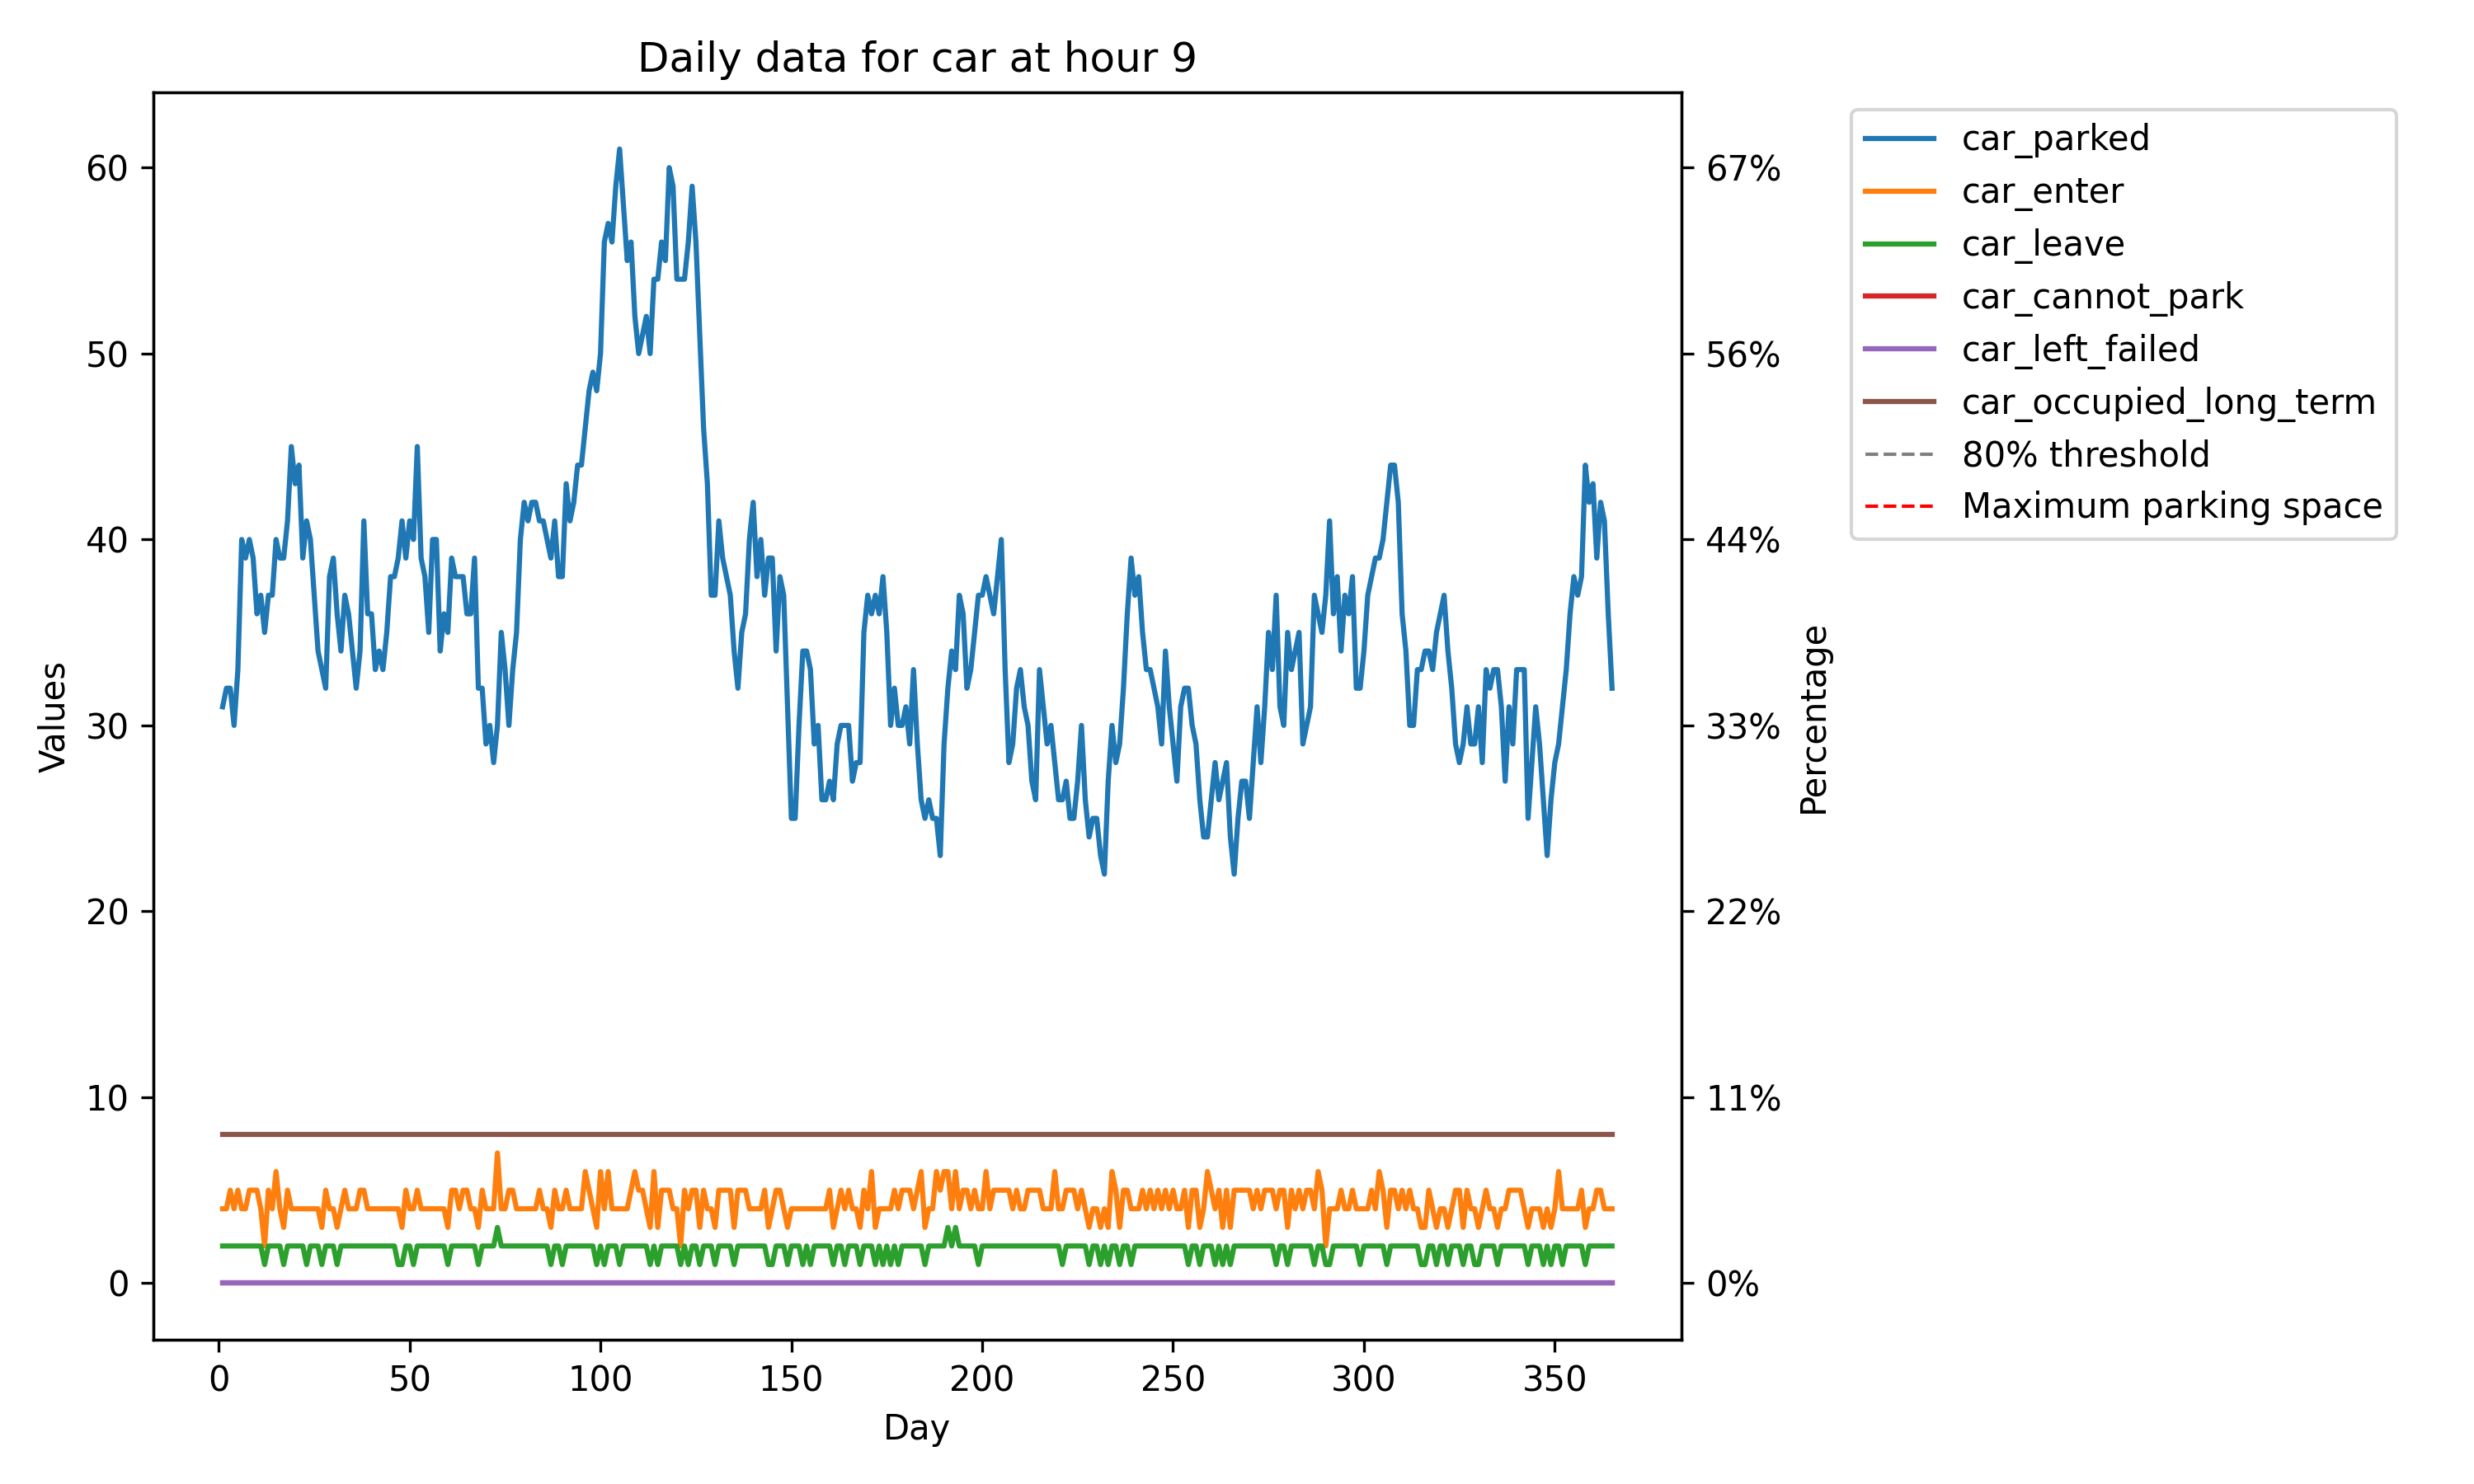 Daily data for car at hour 9
Values
60
50
40
30
20
10
0
67%
56%
44%
33%
22%
11%
0%
Percentage
0 50 100 150 200 250 300 350
Day
car_parked
car_enter
car_leave
car_cannot_park
car_left_failed
car_occupied_long_term
80% threshold
Maximum parking space